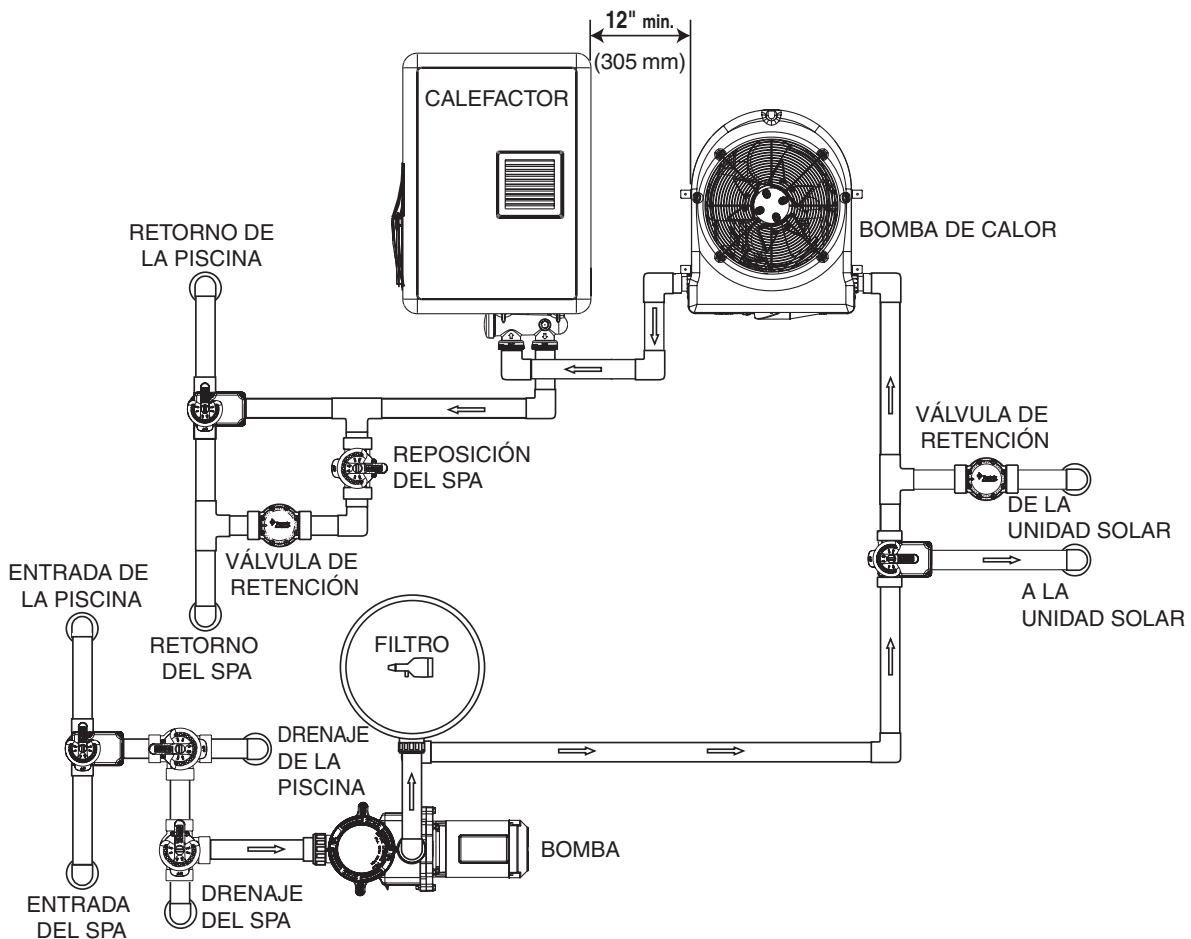 12" min.
(305 mm)
CALEFACTOR
BOMBA DE CALOR
RETORNO DE
LA PISCINA
VÁLVULA DE
RETENCIÓN
REPOSICIÓN
DEL SPA
DE LA
UNIDAD SOLAR
VÁLVULA DE
RETENCIÓN
ENTRADA DE
LA PISCINA
A LA
UNIDAD SOLAR
RETORNO
DEL SPA
FILTRO
DRENAJE
DE LA
PISCINA
BOMBA
ENTRADA
DEL SPA
DRENAJE
DEL SPA